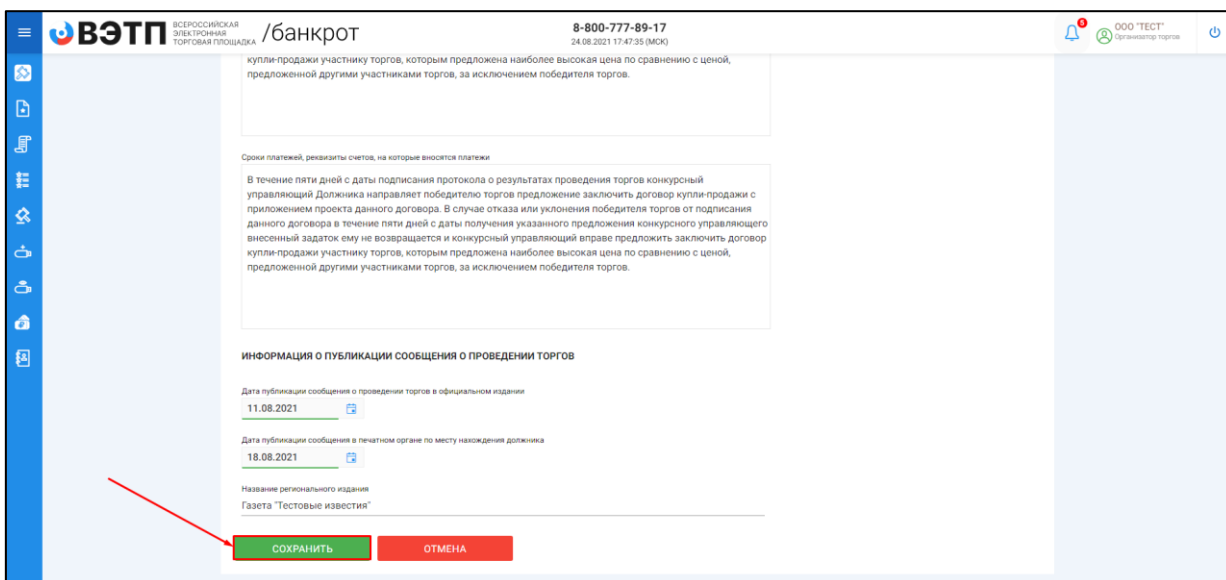 ВЭТП ВСЕРОССИЙСКАЯ ЭЛЕКТРОННАЯ ТОРГОВАЯ ПЛОЩАДКА /банкрот
8-800-777-89-17
24.08.2021 17:47:35 (МСК)
5
ООО "ТЕСТ"
Организатор торгов
купли-продажи участнику торгов, которым предложена наиболее высокая цена по сравнению с ценой,
предложенной другими участниками торгов, за исключением победителя торгов.
Сроки платежей, реквизиты счетов, на которые вносятся платежи
В течение пяти дней с даты подписания протокола о результатах проведения торгов конкурсный
управляющий Должника направляет победителю торгов предложение заключить договор купли-продажи с
приложением проекта данного договора. В случае отказа или уклонения победителя торгов от подписания
данного договора в течение пяти дней с даты получения указанного предложения конкурсного управляющего
внесенный задаток ему не возвращается и конкурсный управляющий вправе предложить заключить договор
купли-продажи участнику торгов, которым предложена наиболее высокая цена по сравнению с ценой,
предложенной другими участниками торгов, за исключением победителя торгов.
ИНФОРМАЦИЯ О ПУБЛИКАЦИИ СООБЩЕНИЯ О ПРОВЕДЕНИИ ТОРГОВ
Дата публикации сообщения о проведении торгов в официальном издании
11.08.2021
Дата публикации сообщения в печатном органе по месту нахождения должника
18.08.2021
Название регионального издания
Газета "Тестовые известия"
СОХРАНИТЬ
ОТМЕНА